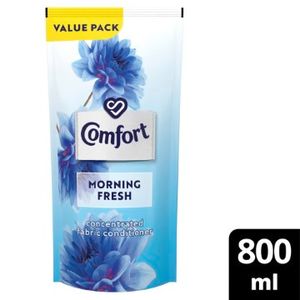 VALUE PACK
Comfort
MORNING
FRESH
concentrated
fabric conditioner
800
ml